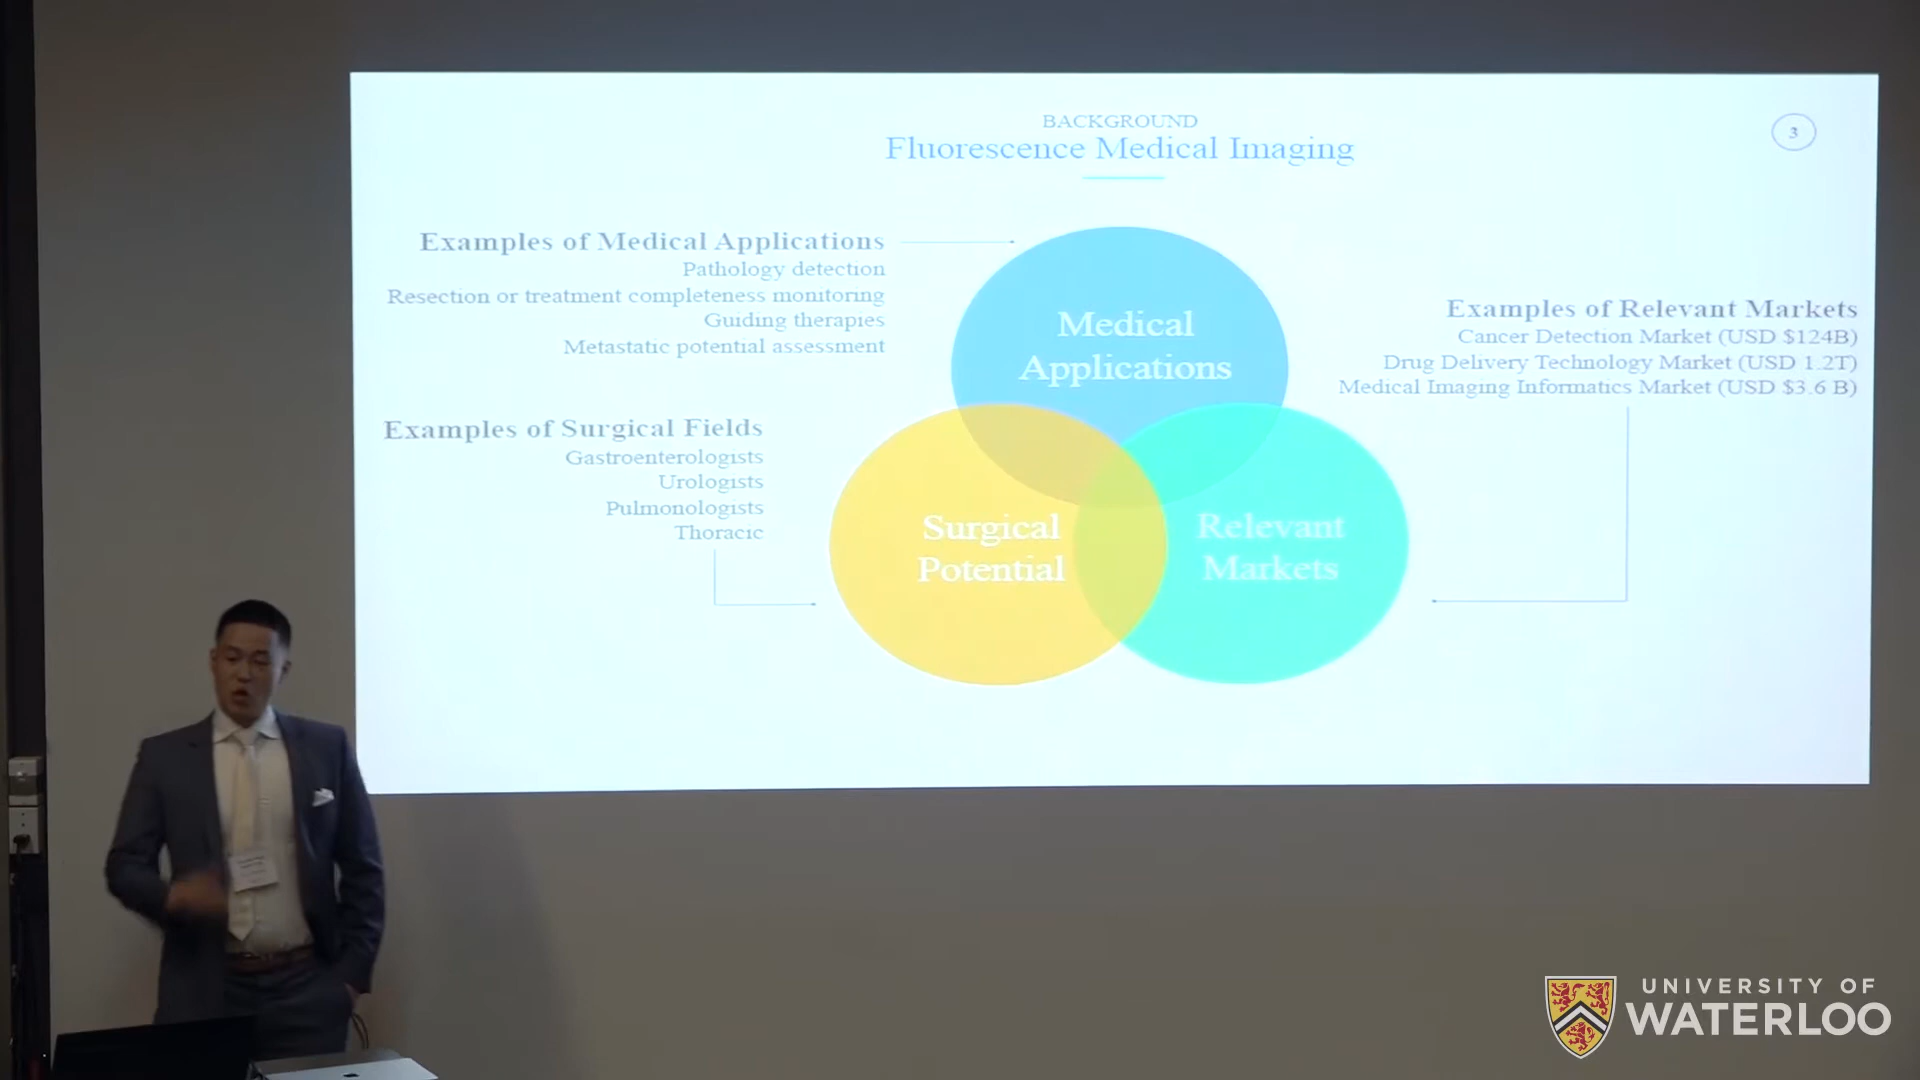 BACKGROUND
Fluorescence Medical Imaging
3
Examples of Medical Applications
Pathology detection
Resection or treatment completeness monitoring
Guiding therapies
Metastatic potential assessment
Examples of Surgical Fields
Gastroenterologists
Urologists
Pulmonologists
Thoracic
Medical
Applications
Surgical
Potential
Relevant
Markets
Examples of Relevant Markets
Cancer Detection Market (USD $124B)
Drug Delivery Technology Market (USD 1.2T)
Medical Imaging Informatics Market (USD $3.6 B)
UNIVERSITY OF
WATERLOO